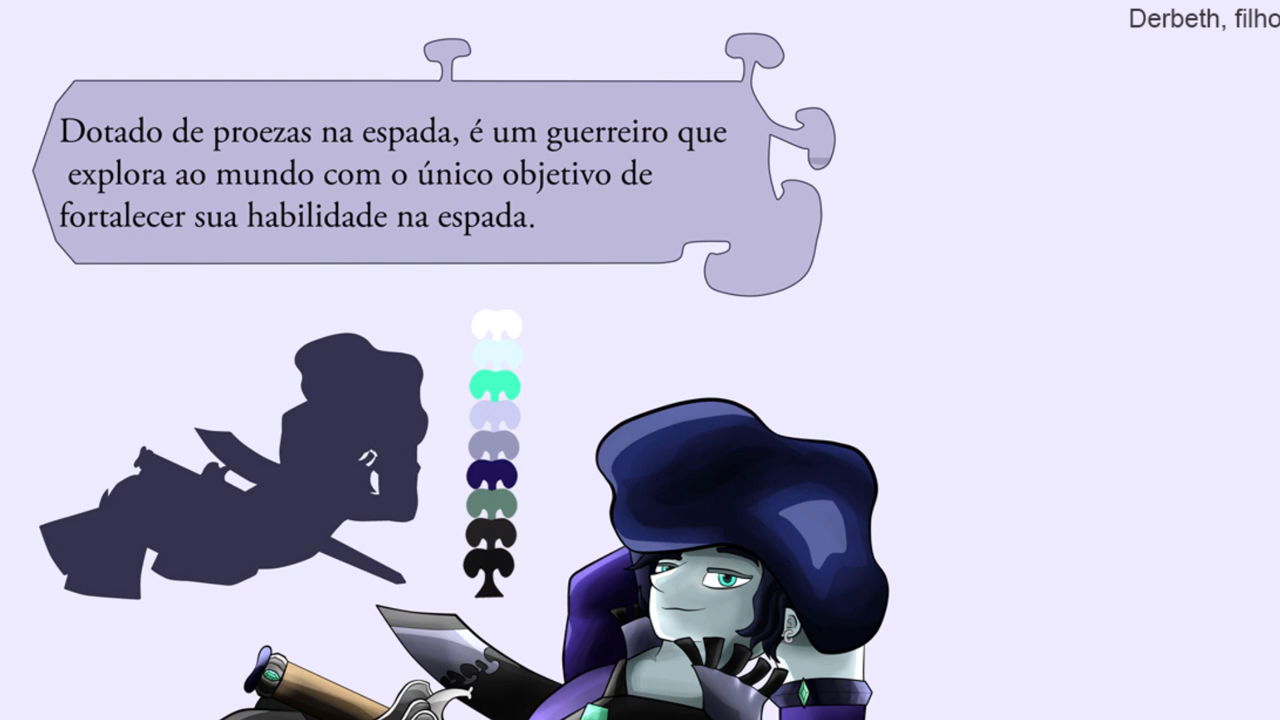 Derbeth, filho
Dotado de proezas na espada, é um guerreiro que
explora ao mundo com o único objetivo de
fortalecer sua habilidade na espada.